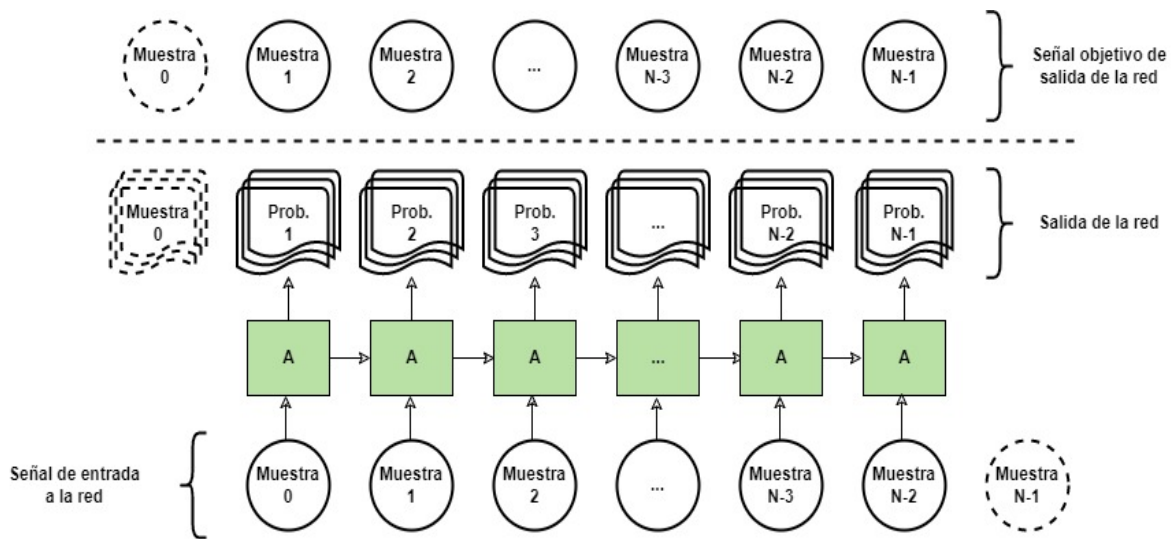 Muestra
0
Muestra
1
Muestra
2
...
Muestra
N-3
Muestra
N-2
Muestra
N-1
Señal objetivo de
salida de la red
Muestra
0
Prob.
1
Prob.
2
Prob.
3
...
Prob.
N-2
Prob.
N-1
Salida de la red
A
A
A
...
A
A
Señal de entrada
a la red
Muestra
0
Muestra
1
Muestra
2
...
Muestra
N-3
Muestra
N-2
Muestra
N-1